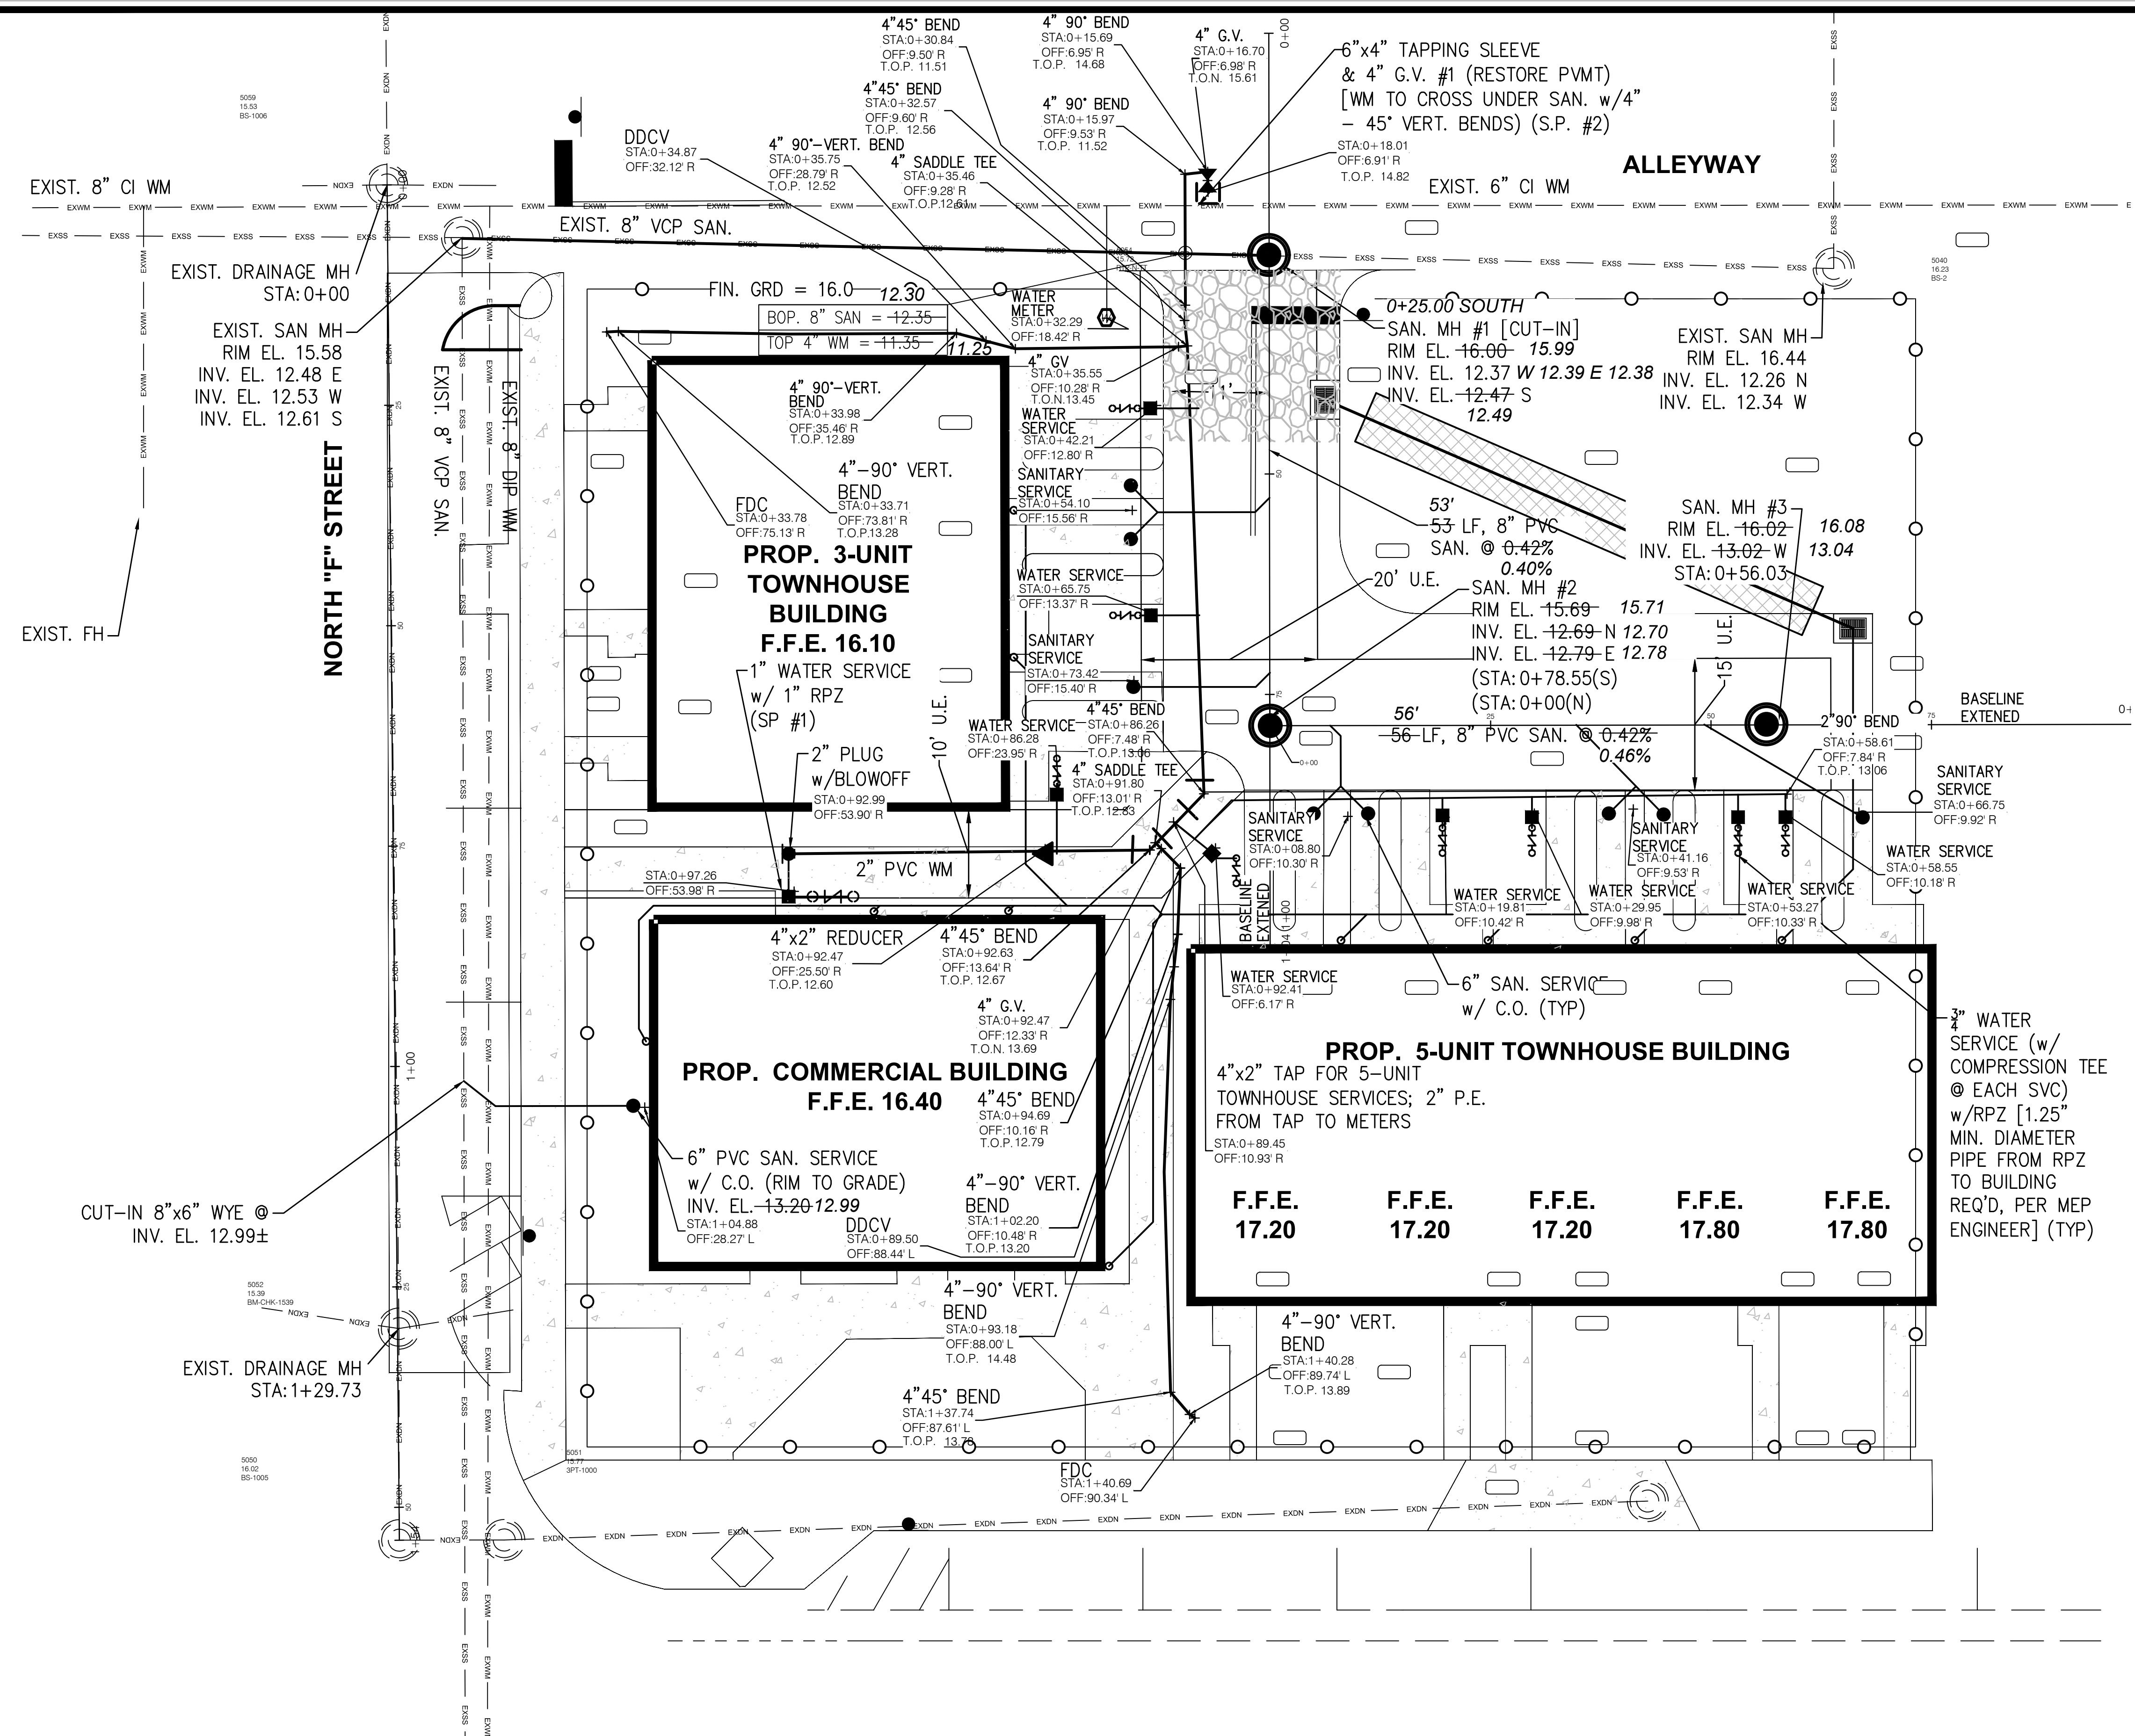 4" 45° BEND
STA:0+30.84
OFF:9.50' R
T.O.P. 11.51
4" 90° BEND
STA:0+15.69
OFF:6.95' R
T.O.P. 14.68
4" G.V.
STA:0+16.70
OFF:6.98' R
T.O.N. 15.61
0+00
6"x4" TAPPING SLEEVE
& 4" G.V. #1 (RESTORE PVMT)
[WM TO CROSS UNDER SAN. w/4"
- 45° VERT. BENDS) (S.P. #2)
STA:0+18.01
OFF:6.91' R
T.O.P. 14.82
ALLEYWAY
EXIST. 6" CI WM
4"45° BEND
STA:0+32.57
OFF:9.60' R
T.O.P. 12.56
4" 90° BEND
STA:0+15.97
OFF:9.53' R
T.O.P. 11.52
5059
15.53
BS-1006
DDCV
STA:0+34.87
OFF:32.12' R
4" 90°-VERT. BEND
STA:0+35.75
OFF:28.79' R
T.O.P. 12.52
4" SADDLE TEE
STA:0+35.46
OFF:9.28' R
T.O.P.12.61
EXIST. 8" CI WM
EXIST. 8" VCP SAN.
0+00
EXIST. DRAINAGE MH
STA:0+00
EXIST. SAN MH
RIM EL. 15.58
INV. EL. 12.48 E
INV. EL. 12.53 W
INV. EL. 12.61 S
5040
16.23
BS-2
FIN. GRD = 16.0
12.30
BOP. 8" SAN = 12.35
TOP 4" WM = 11.35
11.25
WATER
METER
STA:0+32.29
OFF:18.42' R
0+25.00 SOUTH
SAN. MH #1 [CUT-IN]
RIM EL. 16.00 15.99
INV. EL. 12.37 W 12.39 E 12.38
INV. EL. 12.47 S
12.49
EXIST. SAN MH
RIM EL. 16.44
INV. EL. 12.26 N
INV. EL. 12.34 W
4" GV
STA:0+35.55
OFF:10.28' R
T.O.N.13.45
4" 90°-VERT.
BEND
STA:0+33.98
OFF:35.46' R
T.O.P.12.89
WATER
SERVICE
STA:0+42.21
OFF:12.80' R
EXIST. 8" VCP SAN.
EXIST. 8" DIP WM
NORTH "F" STREET
4"-90° VERT.
BEND
STA:0+33.71
OFF:73.81' R
T.O.P.13.28
FDC
STA:0+33.78
OFF:75.13' R
SANITARY
SERVICE
STA:0+54.10
OFF:15.56' R
53'
53 LF, 8" PVC
SAN. @ 0.42%
0.40%
SAN. MH #3
RIM EL. 16.02 16.08
INV. EL. 13.02 W 13.04
STA:0+56.03
PROP. 3-UNIT
TOWNHOUSE
BUILDING
F.F.E. 16.10
WATER SERVICE
STA:0+65.75
OFF:13.37' R
20' U.E.
SAN. MH #2
RIM EL. 15.69 15.71
INV. EL. 12.69 N 12.70
INV. EL. 12.79 E 12.78
(STA:0+78.55(S)
(STA:0+00(N)
15' U.E.
EXIST. FH
SANITARY
SERVICE
STA:0+73.42
OFF:15.40' R
1" WATER SERVICE
w/ 1" RPZ
(SP #1)
10' U.E.
4"45° BEND
STA:0+86.26
OFF:7.48' R
T.O.P.13.06
WATER SERVICE
STA:0+86.28
OFF:23.95' R
56'
56 LF, 8" PVC SAN. @ 0.42%
0.46%
BASELINE
EXTENED
2"90° BEND
STA:0+58.61
OFF:7.84' R
T.O.P. 13.06
2" PLUG
w/BLOWOFF
STA:0+92.99
OFF:53.90' R
4" SADDLE TEE
STA:0+91.80
OFF:13.01' R
T.O.P.12.83
SANITARY
SERVICE
STA:0+66.75
OFF:9.92' R
SANITARY
SERVICE
STA:0+08.80
OFF:10.30' R
SANITARY
SERVICE
STA:0+41.16
OFF:9.53' R
WATER SERVICE
STA:0+58.55
OFF:10.18' R
2" PVC WM
STA:0+97.26
OFF:53.98' R
BASELINE
EXTENED
WATER SERVICE
STA:0+19.81
OFF:10.42' R
WATER SERVICE
STA:0+29.95
OFF:9.98' R
WATER SERVICE
STA:0+53.27
OFF:10.33' R
4"x2" REDUCER
STA:0+92.47
OFF:25.50' R
T.O.P. 12.60
4"45° BEND
STA:0+92.63
OFF:13.64' R
T.O.P. 12.67
WATER SERVICE
STA:0+92.41
OFF:6.17' R
6" SAN. SERVICE
w/ C.O. (TYP)
4" G.V.
STA:0+92.47
OFF:12.33' R
T.O.N. 13.69
3/4" WATER
SERVICE (w/
COMPRESSION TEE
@ EACH SVC)
w/RPZ [1.25"
MIN. DIAMETER
PIPE FROM RPZ
TO BUILDING
REQ'D, PER MEP
ENGINEER] (TYP)
1+00
PROP. COMMERCIAL BUILDING
F.F.E. 16.40
PROP. 5-UNIT TOWNHOUSE BUILDING
4"x2" TAP FOR 5-UNIT
TOWNHOUSE SERVICES; 2" P.E.
FROM TAP TO METERS
STA:0+89.45
OFF:10.93' R
4"45° BEND
STA:0+94.69
OFF:10.16' R
T.O.P. 12.79
6" PVC SAN. SERVICE
w/ C.O. (RIM TO GRADE)
INV. EL. 13.20 12.99
STA:1+04.88
OFF:28.27' L
4"-90° VERT.
BEND
STA:1+02.20
OFF:10.48' R
T.O.P.13.20
DDCV
STA:0+89.50
OFF:88.44' L
F.F.E.
17.20
F.F.E.
17.20
F.F.E.
17.20
F.F.E.
17.80
F.F.E.
17.80
CUT-IN 8"x6" WYE @
INV. EL. 12.99±
5052
15.39
BM-CHK-1539
4"-90° VERT.
BEND
STA:0+93.18
OFF:88.00' L
T.O.P. 14.48
4"-90° VERT.
BEND
STA:1+40.28
OFF:89.74' L
T.O.P. 13.89
EXIST. DRAINAGE MH
STA:1+29.73
4"45° BEND
STA:1+37.74
OFF:87.61' L
T.O.P. 13.78
5050
16.02
BS-1005
5051
15.77
3PT-1000
FDC
STA:1+40.69
OFF:90.34' L